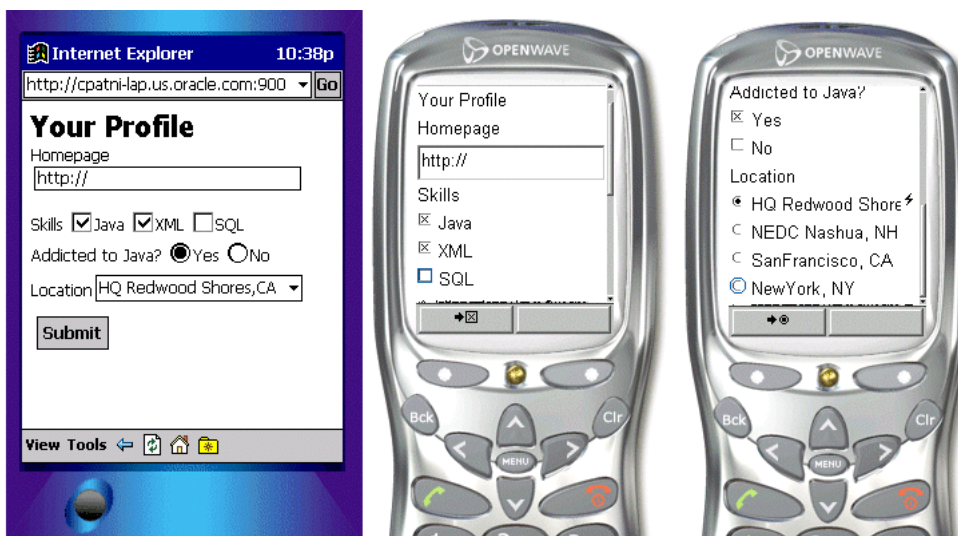 Internet Explorer 10:38p
http://cpatni-lap.us.oracle.com:900 Go
Your Profile
Homepage
http://
Skills Java XML SQL
Addicted to Java? Yes No
Location HQ Redwood Shores,CA
Submit
View Tools
OPENWAVE
Your Profile
Homepage
http://
Skills
Java
XML
SQL
Bck
Clr
MENU
OPENWAVE
Addicted to Java?
Yes
No
Location
HQ Redwood Shore
NEDC Nashua, NH
SanFrancisco, CA
NewYork, NY
Bck
Clr
MENU